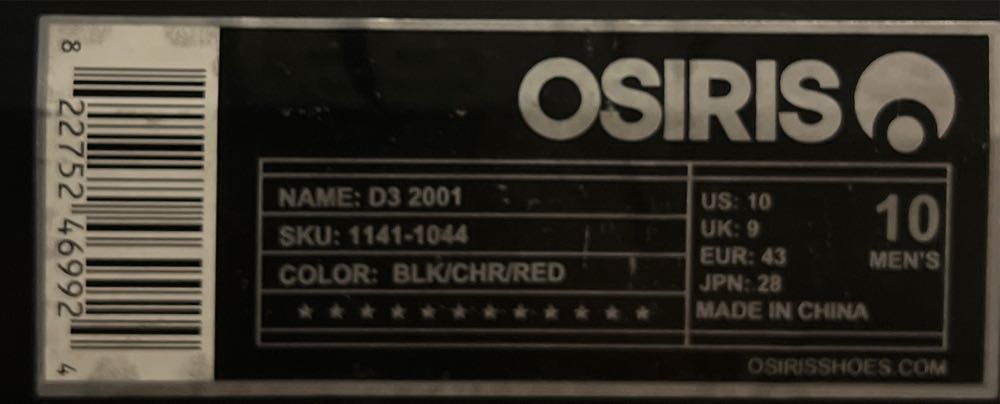 8 22752 46992 4
OSIRIS
NAME: D3 2001
SKU: 1141-1044
COLOR: BLK/CHR/RED
★ ★ ★ ★ ★ ★ ★ ★ ★ ★ ★ ★
US: 10
UK: 9
EUR: 43
JPN: 28
10
MEN'S
MADE IN CHINA
OSIRISSHOES.COM